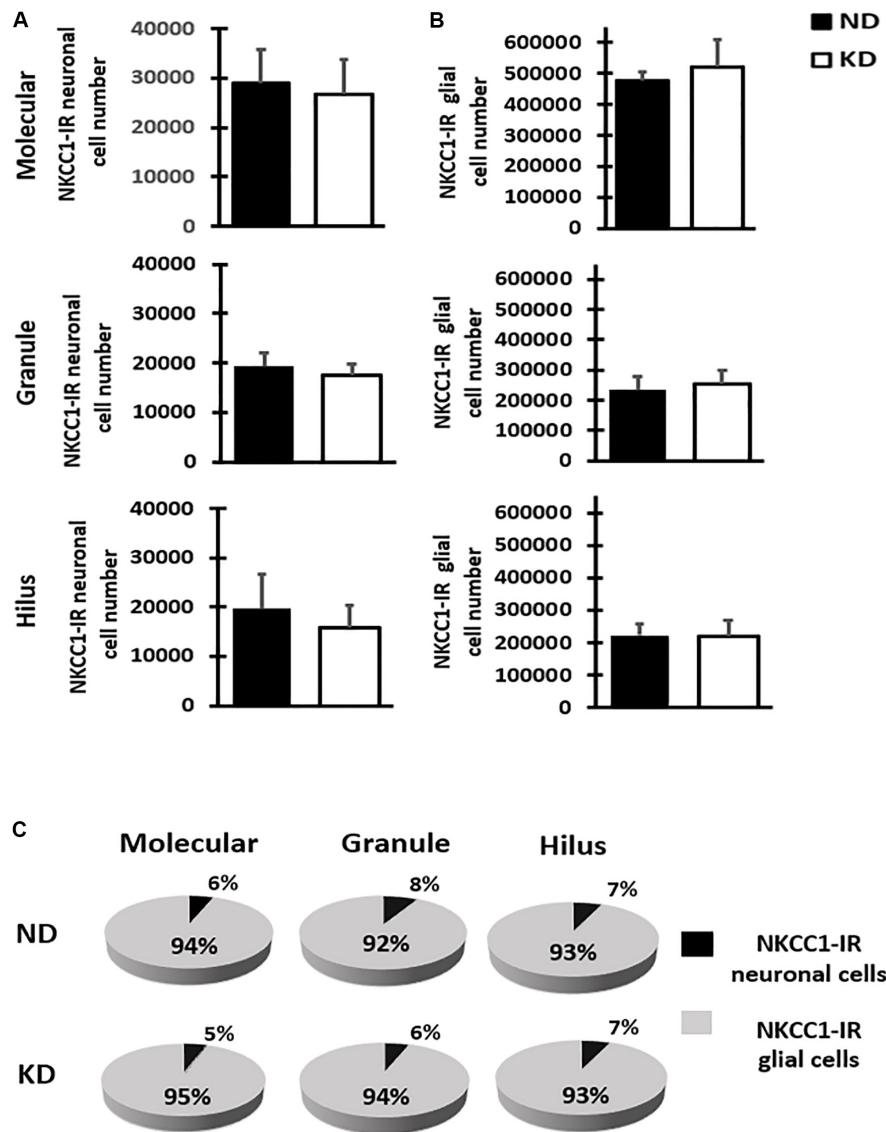 A
B
ND
KD
Molecular
NKCC1-IR neuronal
cell number
40000
30000
20000
10000
0
NKCC1-IR glial
cell number
600000
500000
400000
300000
200000
100000
0
Granule
NKCC1-IR neuronal
cell number
40000
30000
20000
10000
0
NKCC1-IR glial
cell number
600000
500000
400000
300000
200000
100000
0
Hilus
NKCC1-IR neuronal
cell number
40000
30000
20000
10000
0
NKCC1-IR glial
cell number
600000
500000
400000
300000
200000
100000
0
C
Molecular
Granule
Hilus
ND
6%
94%
8%
92%
7%
93%
KD
5%
95%
6%
94%
7%
93%
NKCC1-IR
neuronal cells
NKCC1-IR
glial cells